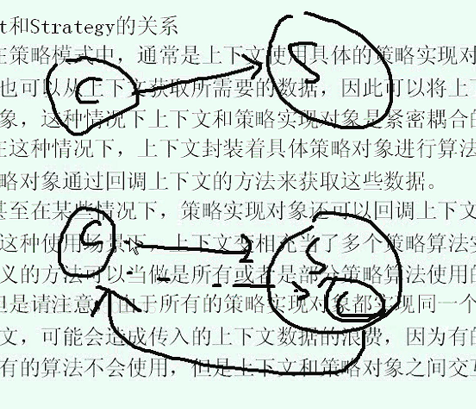 t和Strategy的关系
在策略模式中，通常是上下文使用具体的策略实现对
也可以从上下文获取所需要的数据，因此可以将上下
象，这种情况下上下文和策略实现对象是紧密耦合的
在这种情况下，上下文封装着具体策略对象进行算法
略对象通过回调上下文的方法来获取这些数据。
甚至在某些情况下，策略实现对象还可以回调上下文
这种使用场景下，上下文变相充当了多个策略算法实
义的方法可以当做是所有或者是部分策略算法使用的
但是请注意，由于所有的策略实现对象都实现同一个
文，可能会造成传入的上下文数据的浪费，因为有的
有的算法不会使用，但是上下文和策略对象之间交互
C
S
C
S
C